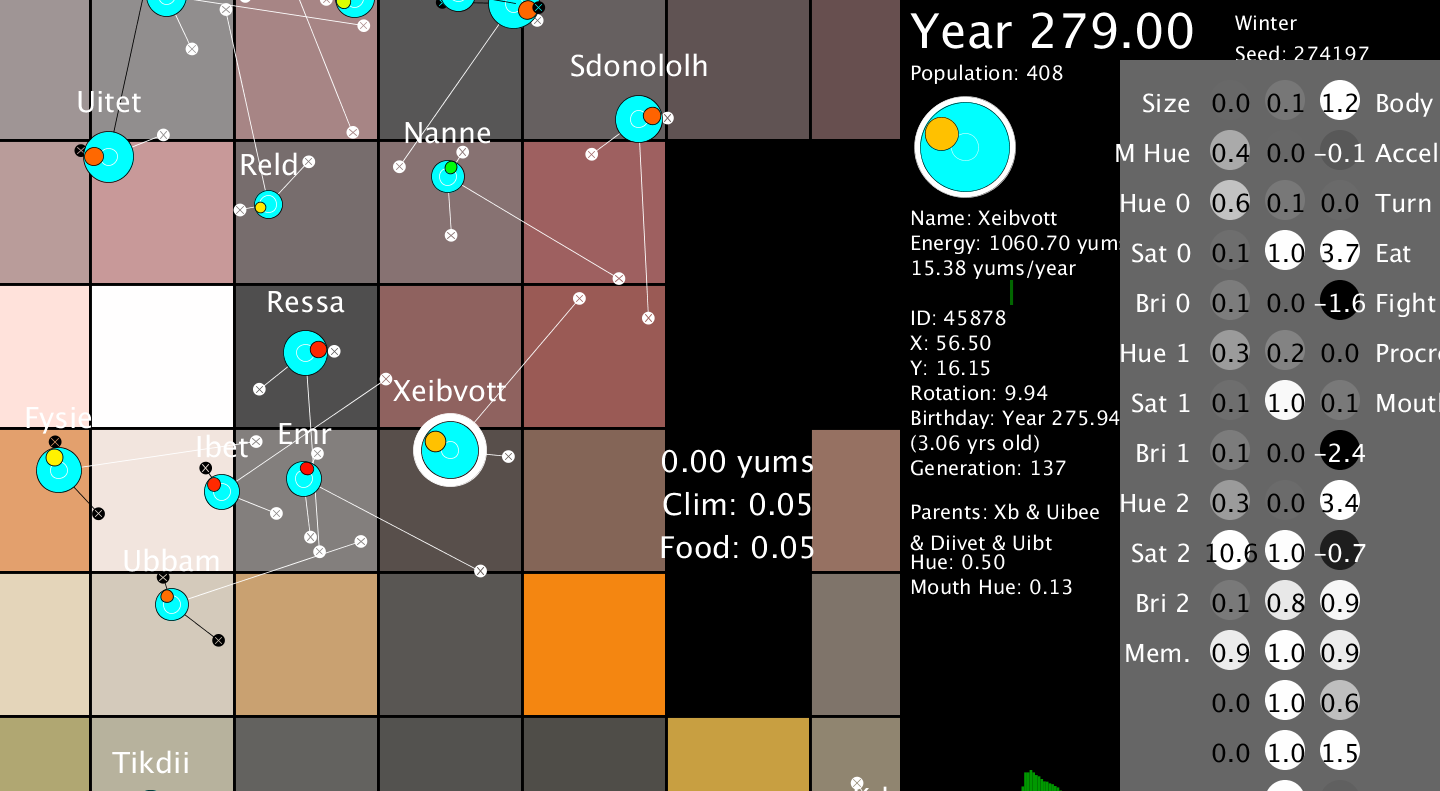 Sdonololh
Uitet
Nanne
Reld
Ressa
Xeibvott
Fysie
Ibet
Emr
0.00 yums
Clim: 0.05
Food: 0.05
Ubbam
Tikdii
Year 279.00
Winter
Seed: 274197
Population: 408
Name: Xeibvott
Energy: 1060.70 yums
15.38 yums/year
ID: 45878
X: 56.50
Y: 16.15
Rotation: 9.94
Birthday: Year 275.94
(3.06 yrs old)
Generation: 137
Parents: Xb & Uibee
& Diivet & Uibt
Hue: 0.50
Mouth Hue: 0.13
Size 0.0 0.1 1.2 Body
M Hue 0.4 0.0 -0.1 Accel
Hue 0 0.6 0.1 0.0 Turn
Sat 0 0.1 1.0 3.7 Eat
Bri 0 0.1 0.0 -1.6 Fight
Hue 1 0.3 0.2 0.0 Procr
Sat 1 0.1 1.0 0.1 Mout
Bri 1 0.1 0.0 -2.4
Hue 2 0.3 0.0 3.4
Sat 2 10.6 1.0 -0.7
Bri 2 0.1 0.8 0.9
Mem. 0.9 1.0 0.9
0.0 1.0 0.6
0.0 1.0 1.5